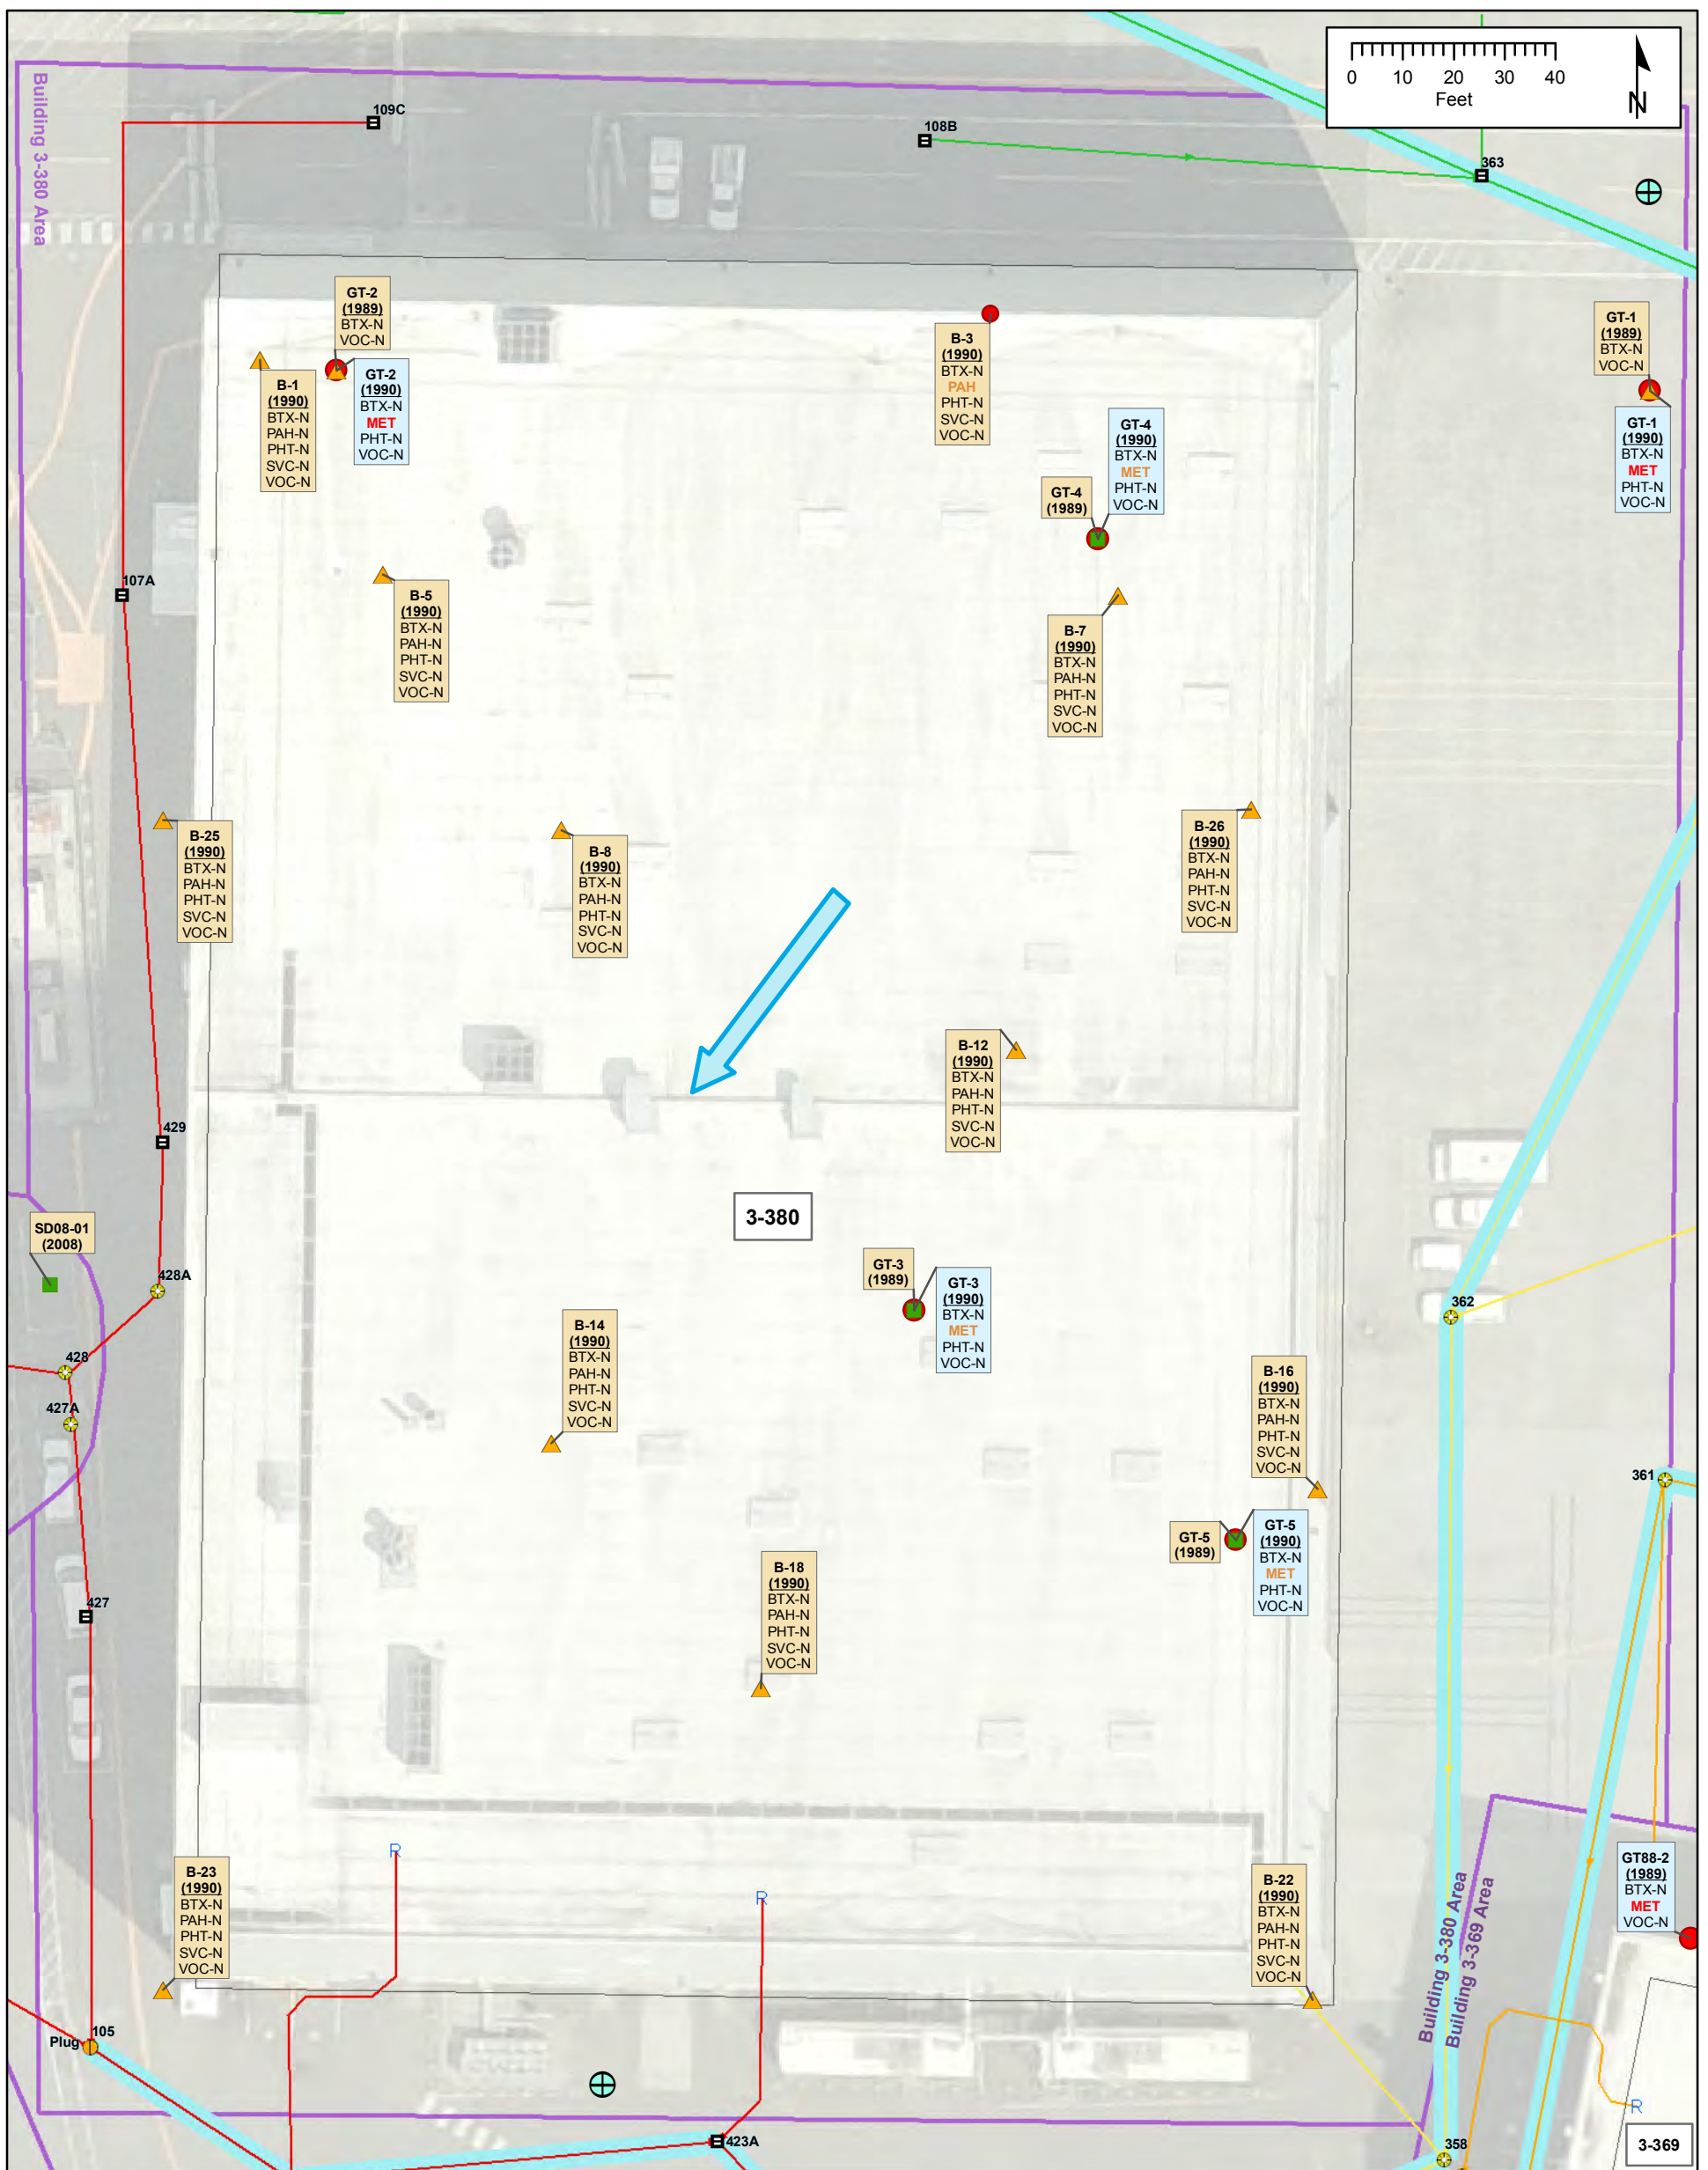 0 10 20 30 40
Feet
N
Building 3-380 Area
109C
108B
363
GT-2
(1989)
BTX-N
VOC-N
GT-2
(1990)
BTX-N
MET
PHT-N
VOC-N
B-1
(1990)
BTX-N
PAH-N
PHT-N
SVC-N
VOC-N
B-3
(1990)
BTX-N
PAH
PHT-N
SVC-N
VOC-N
GT-1
(1989)
BTX-N
VOC-N
GT-1
(1990)
BTX-N
MET
PHT-N
VOC-N
GT-4
(1990)
BTX-N
MET
PHT-N
VOC-N
GT-4
(1989)
107A
B-5
(1990)
BTX-N
PAH-N
PHT-N
SVC-N
VOC-N
B-7
(1990)
BTX-N
PAH-N
PHT-N
SVC-N
VOC-N
B-25
(1990)
BTX-N
PAH-N
PHT-N
SVC-N
VOC-N
B-8
(1990)
BTX-N
PAH-N
PHT-N
SVC-N
VOC-N
B-26
(1990)
BTX-N
PAH-N
PHT-N
SVC-N
VOC-N
B-12
(1990)
BTX-N
PAH-N
PHT-N
SVC-N
VOC-N
429
3-380
SD08-01
(2008)
428A
GT-3
(1989)
GT-3
(1990)
BTX-N
MET
PHT-N
VOC-N
362
428
427A
B-14
(1990)
BTX-N
PAH-N
PHT-N
SVC-N
VOC-N
B-16
(1990)
BTX-N
PAH-N
PHT-N
SVC-N
VOC-N
361
GT-5
(1989)
GT-5
(1990)
BTX-N
MET
PHT-N
VOC-N
427
B-18
(1990)
BTX-N
PAH-N
PHT-N
SVC-N
VOC-N
R
R
B-23
(1990)
BTX-N
PAH-N
PHT-N
SVC-N
VOC-N
B-22
(1990)
BTX-N
PAH-N
PHT-N
SVC-N
VOC-N
GT88-2
(1989)
BTX-N
MET
VOC-N
Building 3-380 Area
Building 3-369 Area
105
Plug
R
423A
358
3-369